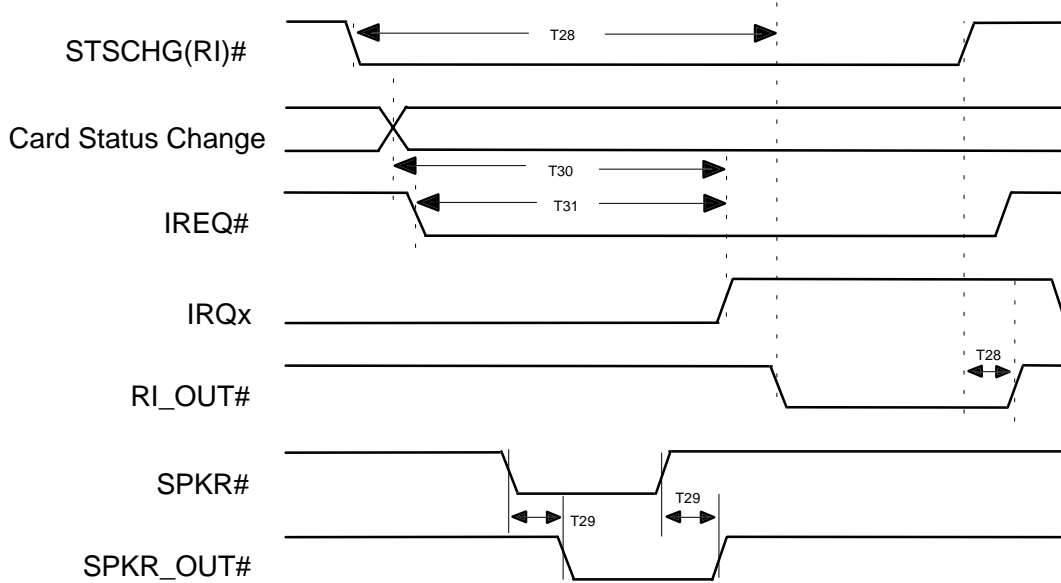 STSCHG(RI)#
T28
Card Status Change
T30
IREQ#
T31
IRQx
RI_OUT#
T28
SPKR#
T29
T29
SPKR_OUT#